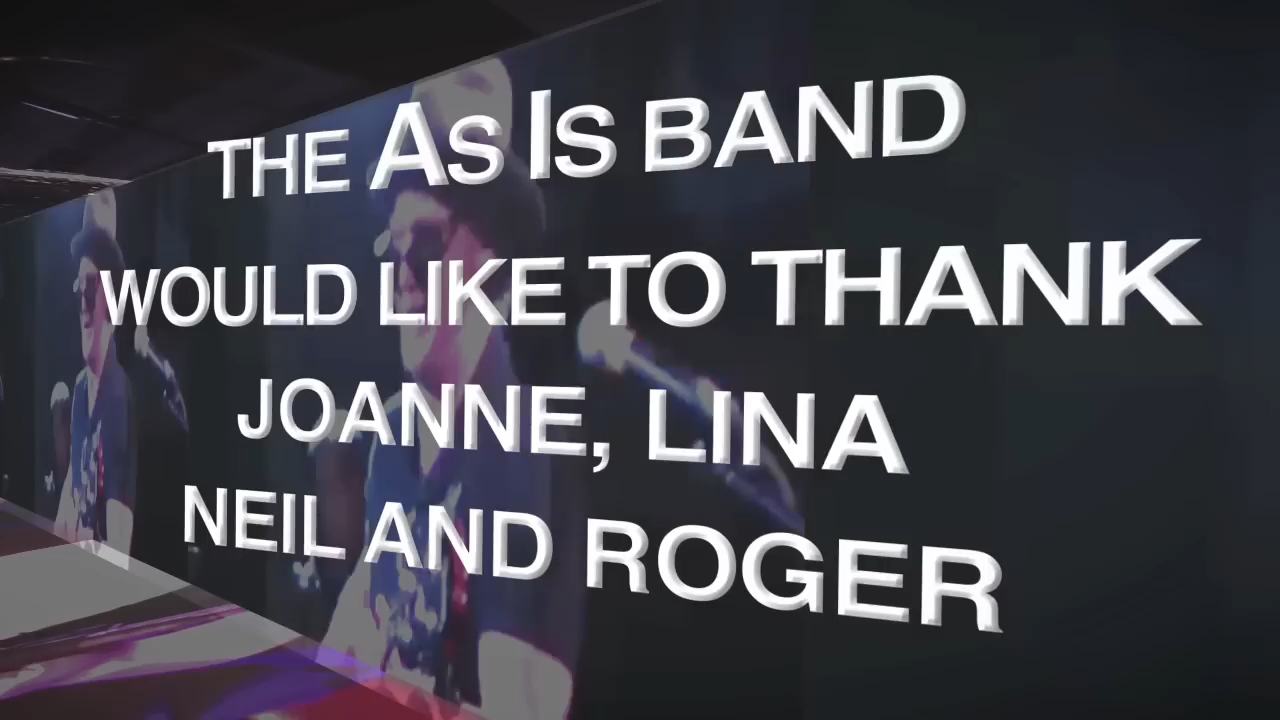 THE As Is BAND
WOULD LIKE TO THANK
JOANNE, LINA
NEIL AND ROGER